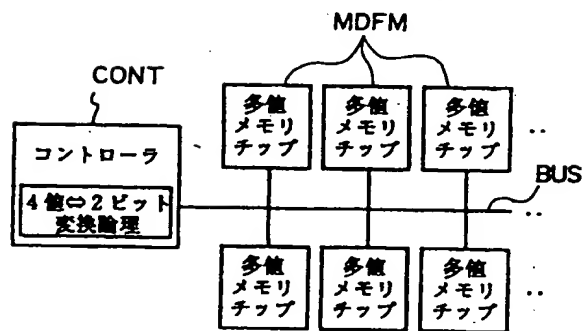 MDFM
CONT
多値
メモリ
チップ
多値
メモリ
チップ
多値
メモリ
チップ
‥
コントローラ
4値⇔2ビット
変換論理
BUS
‥
多値
メモリ
チップ
多値
メモリ
チップ
多値
メモリ
チップ
‥